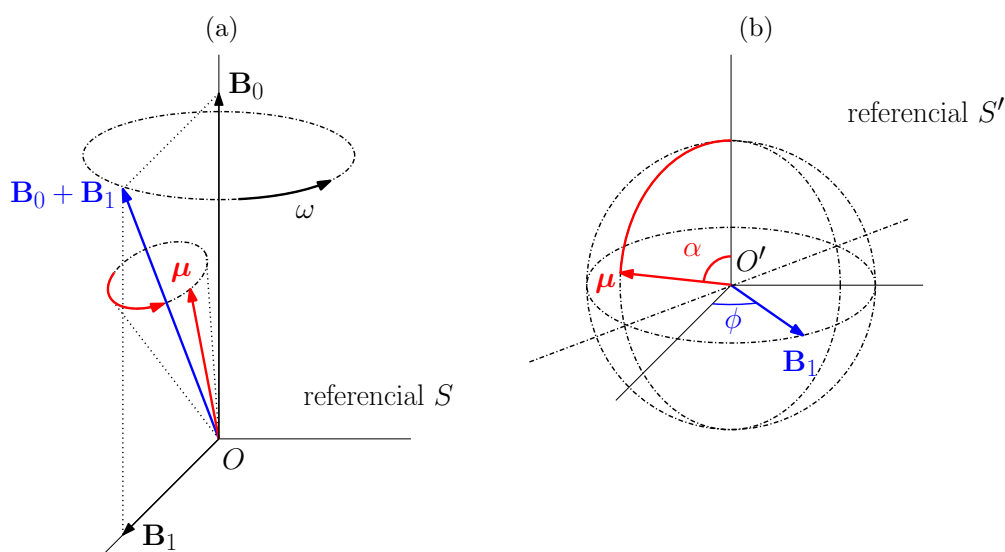 (a)
B₀
B₀ + B₁
ω
μ
referencial S
O
B₁
(b)
referencial S′
α
O′
μ
ϕ
B₁